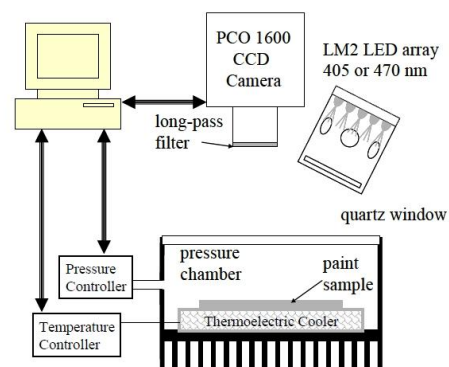 PCO 1600
CCD
Camera
LM2 LED array
405 or 470 nm
long-pass
filter
quartz window
pressure
chamber
paint
sample
Pressure
Controller
Thermoelectric Cooler
Temperature
Controller